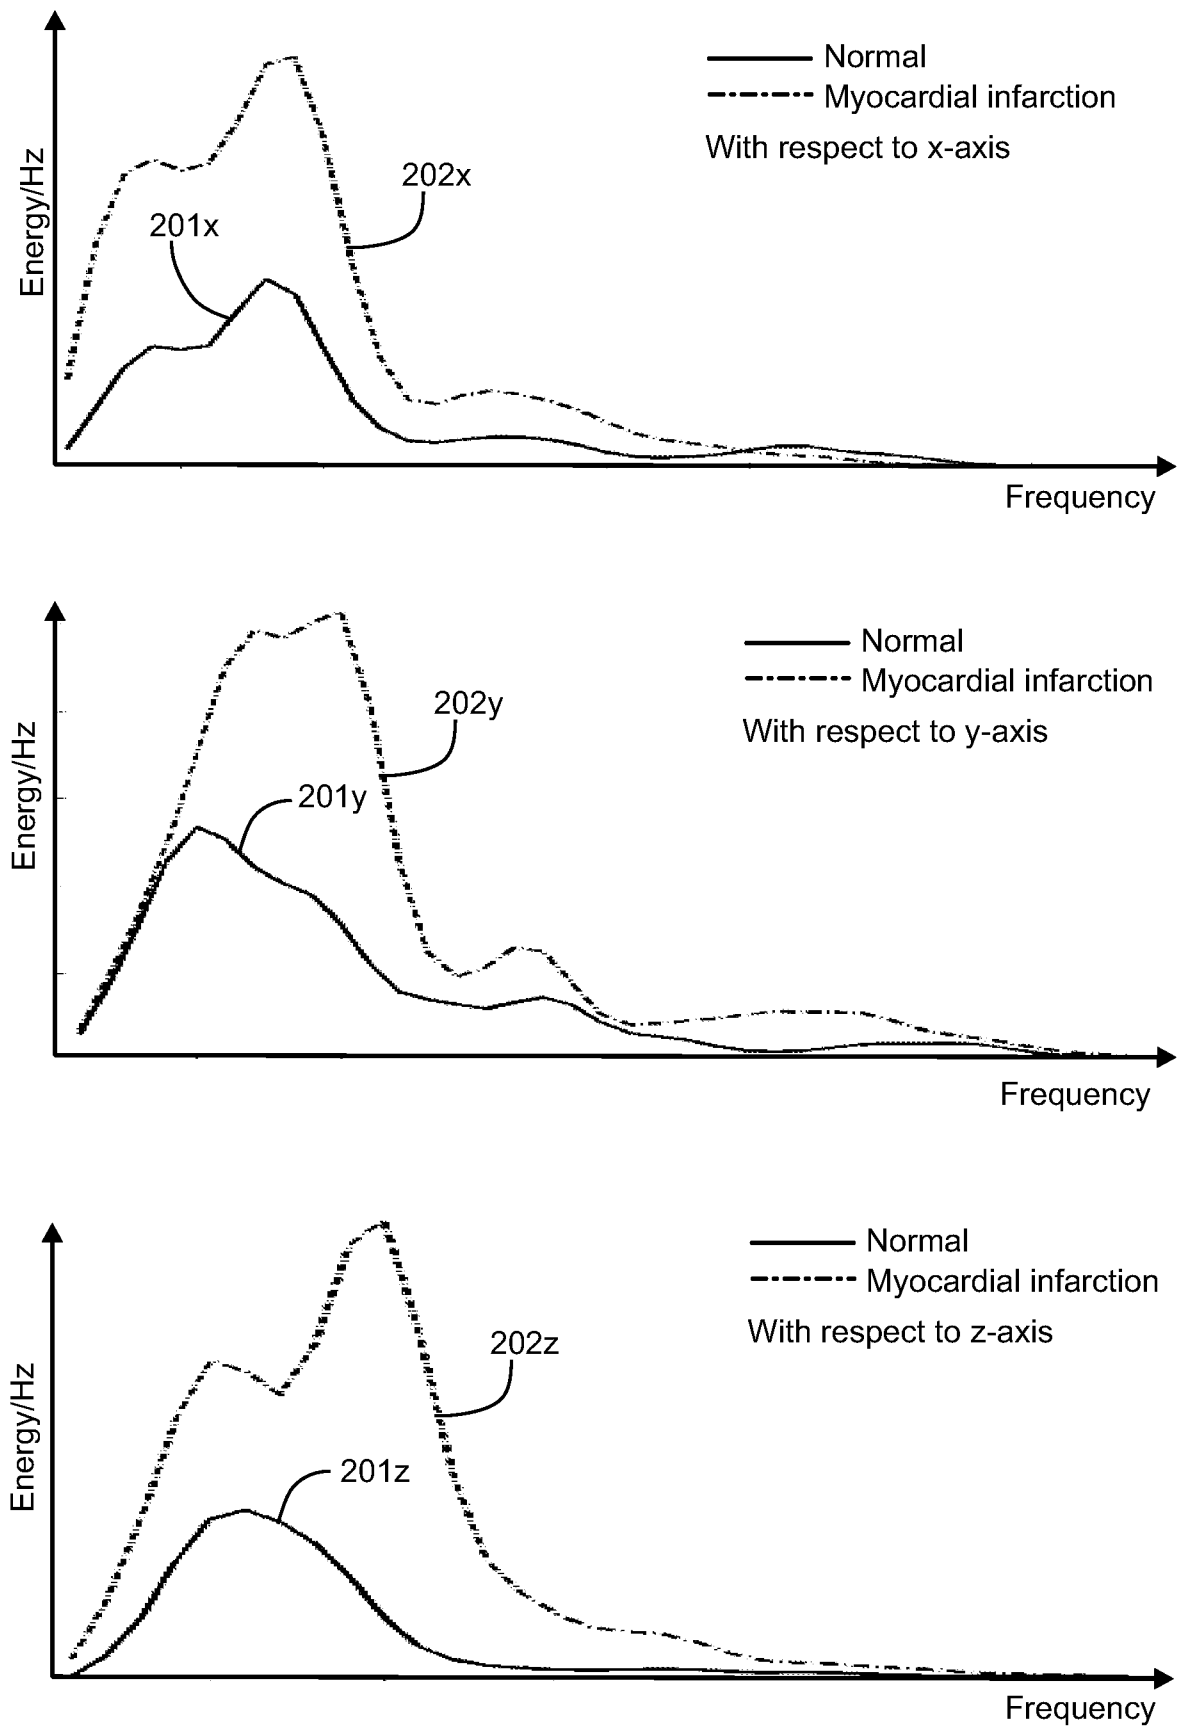 Normal
Myocardial infarction
With respect to x-axis
202x
201x
Energy/Hz
Frequency
Normal
Myocardial infarction
With respect to y-axis
202y
201y
Energy/Hz
Frequency
Normal
Myocardial infarction
With respect to z-axis
202z
201z
Energy/Hz
Frequency